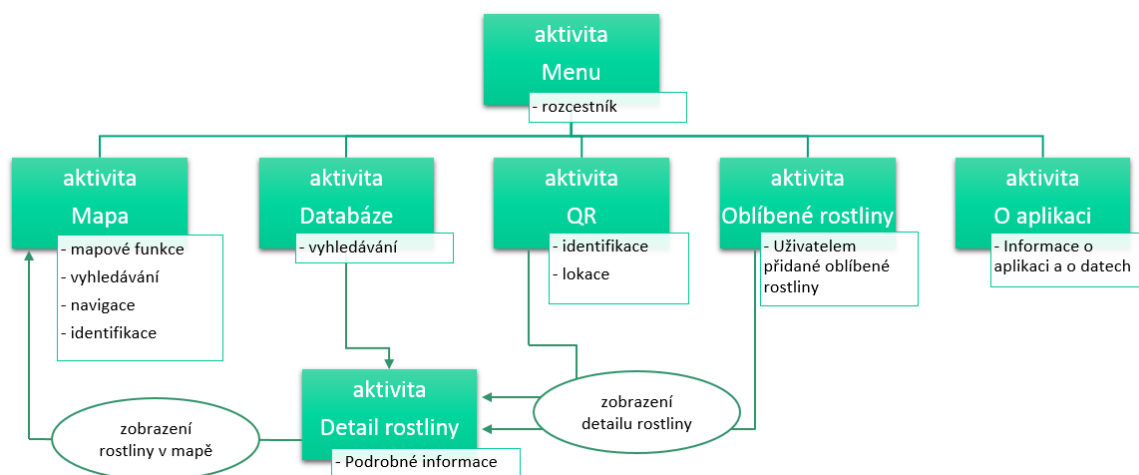 aktivita
Menu
- rozcestník
aktivita
Mapa
- mapové funkce
- vyhledávání
- navigace
- identifikace
aktivita
Databáze
- vyhledávání
aktivita
QR
- identifikace
- lokace
aktivita
Oblíbené rostliny
- Uživatelem
přidané oblíbené
rostliny
aktivita
O aplikaci
- Informace o
aplikaci a o datech
zobrazení
rostliny v mapě
aktivita
Detail rostliny
- Podrobné informace
zobrazení
detailu rostliny